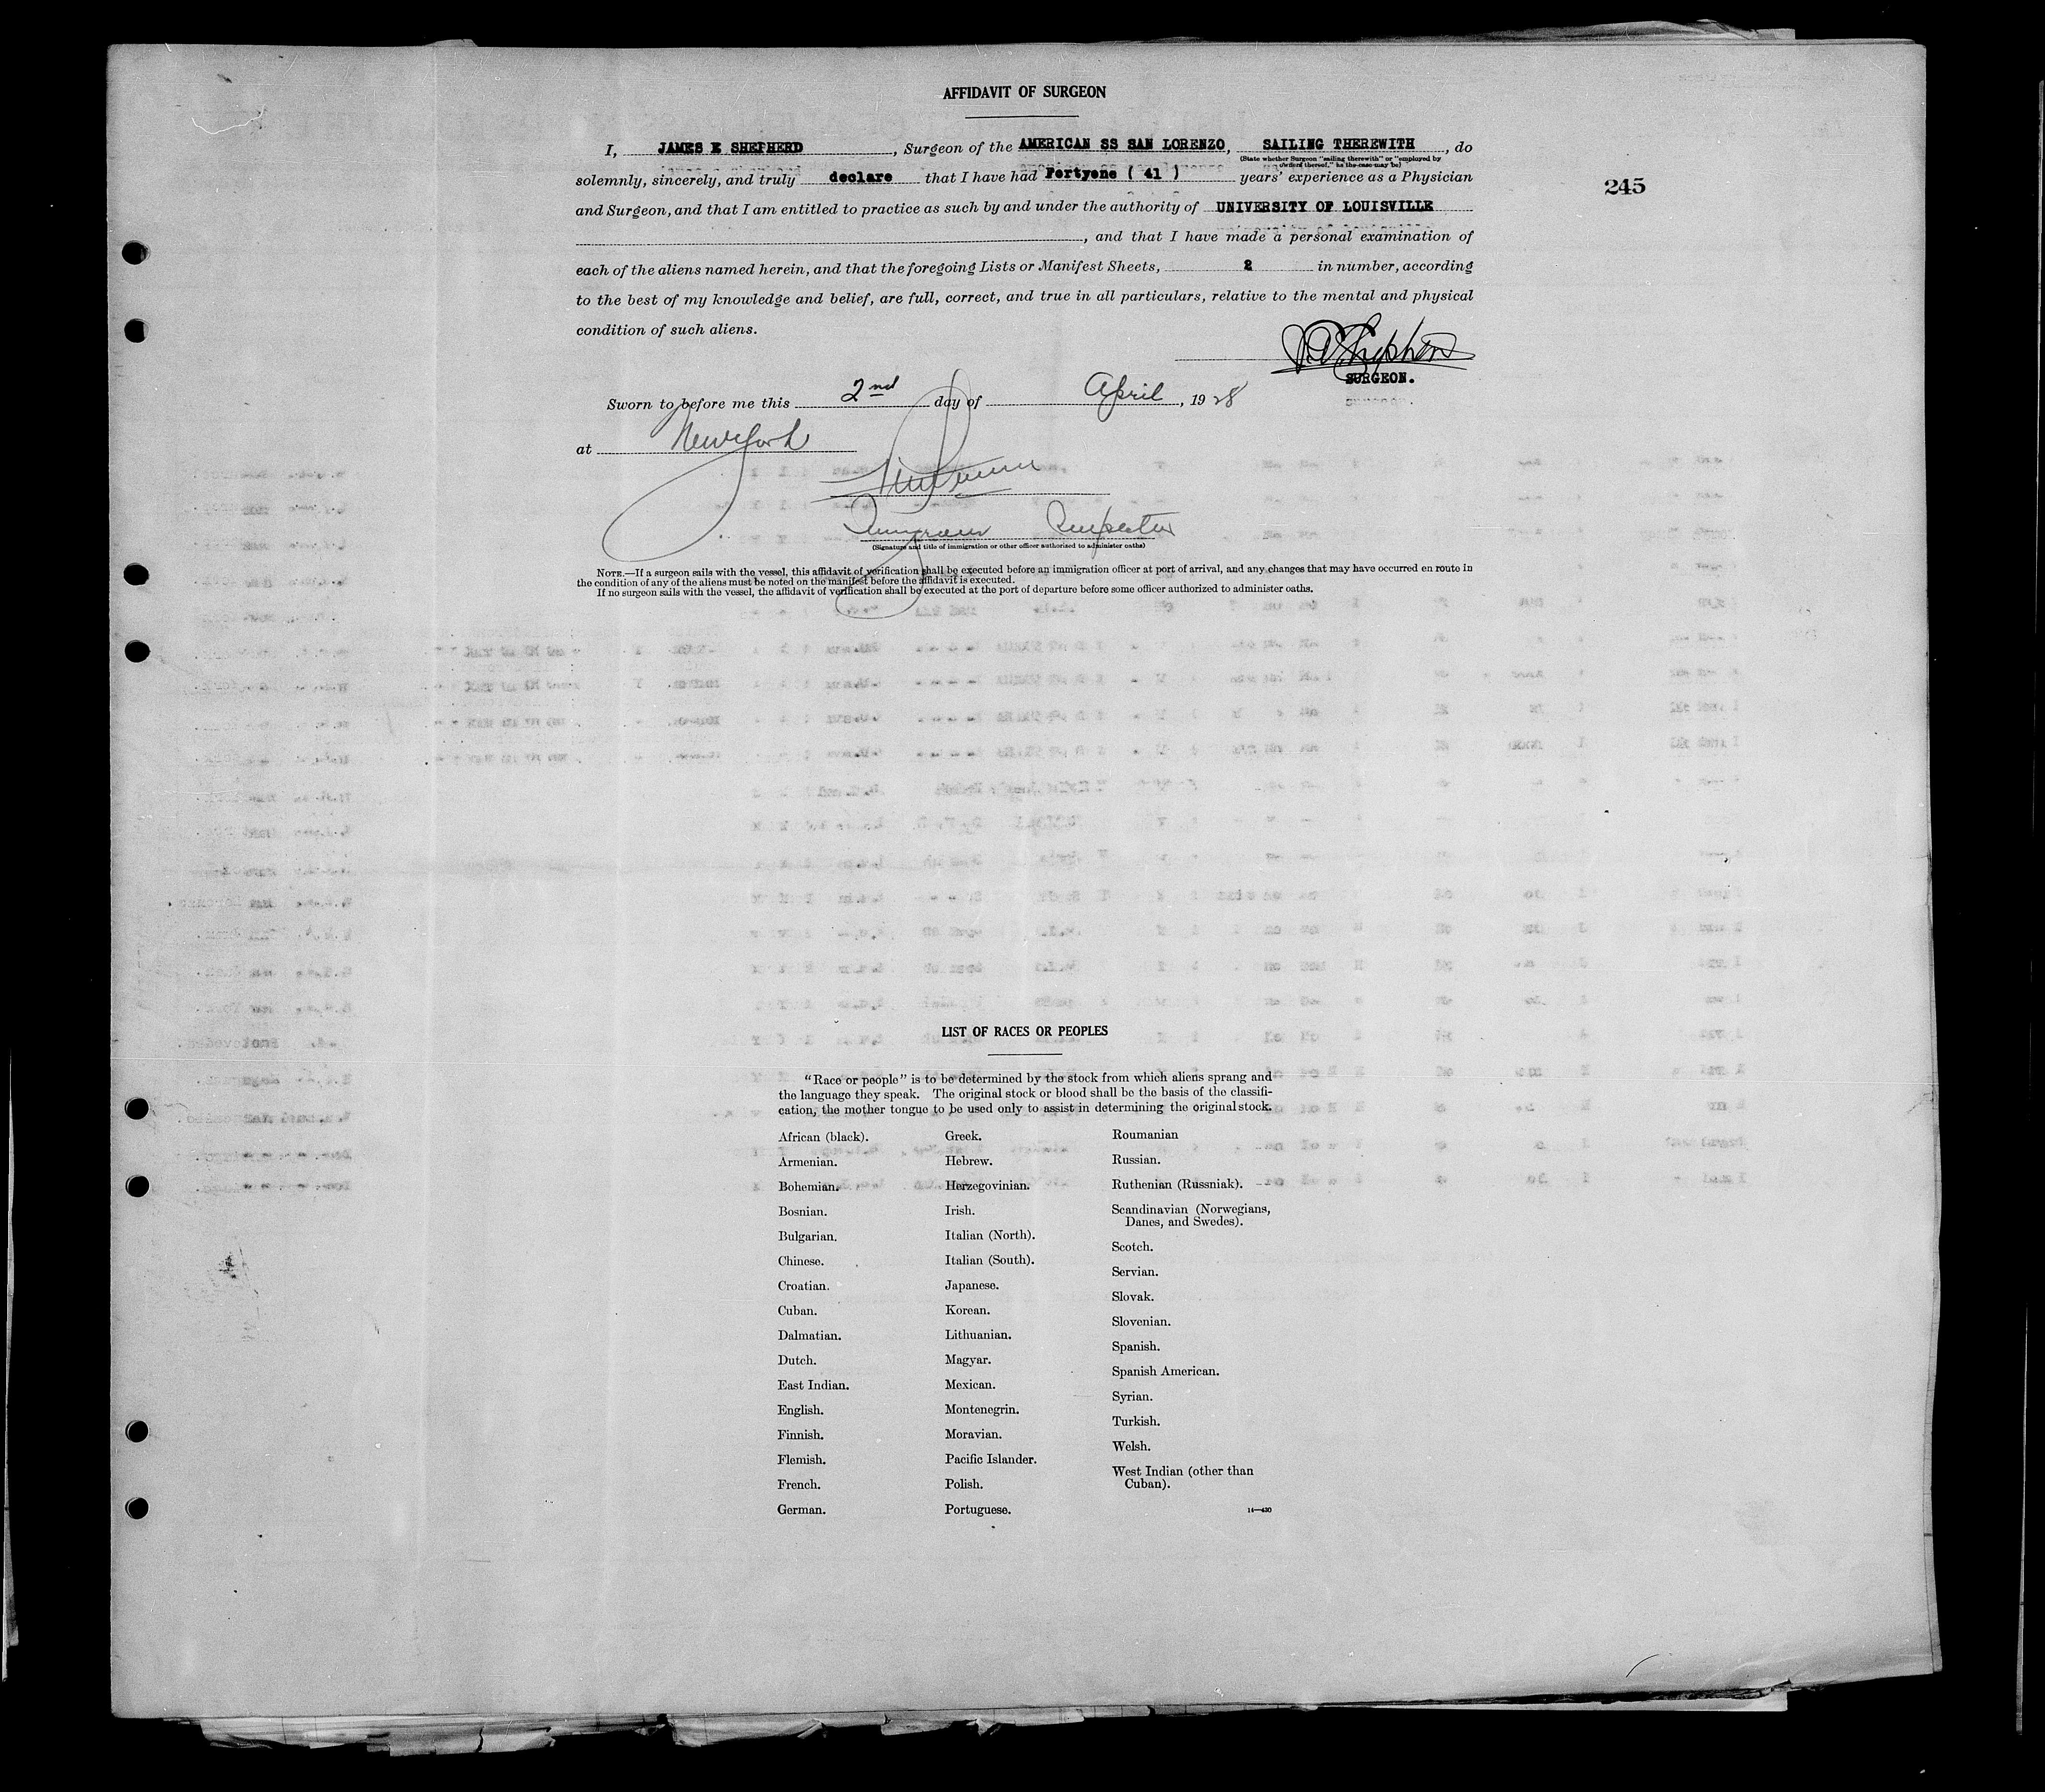 AFFIDAVIT OF SURGEON
I, JAMES E SHEPHERD, Surgeon of the AMERICAN SS SAN LORENZO, SAILING THEREWITH, do
(State whether Surgeon "sailing therewith" or "employed by
owners thereof," as the case may be)
solemnly, sincerely, and truly declare that I have had Fortyone ( 41 ) years' experience as a Physician
245
and Surgeon, and that I am entitled to practice as such by and under the authority of UNIVERSITY OF LOUISVILLE
, and that I have made a personal examination of
each of the aliens named herein, and that the foregoing Lists or Manifest Sheets, 2 in number, according
to the best of my knowledge and belief, are full, correct, and true in all particulars, relative to the mental and physical
condition of such aliens.
SURGEON.
Sworn to before me this 2nd day of April, 1928
at New York
Inspector
(Signature and title of immigration or other officer authorized to administer oaths)
NOTE.—If a surgeon sails with the vessel, this affidavit of verification shall be executed before an immigration officer at port of arrival, and any changes that may have occurred en route in
the condition of any of the aliens must be noted on the manifest before the affidavit is executed.
If no surgeon sails with the vessel, the affidavit of verification shall be executed at the port of departure before some officer authorized to administer oaths.
LIST OF RACES OR PEOPLES
"Race or people" is to be determined by the stock from which aliens sprang and
the language they speak. The original stock or blood shall be the basis of the classifi-
cation, the mother tongue to be used only to assist in determining the original stock.
African (black).
Armenian.
Bohemian.
Bosnian.
Bulgarian.
Chinese.
Croatian.
Cuban.
Dalmatian.
Dutch.
East Indian.
English.
Finnish.
Flemish.
French.
German.
Greek.
Hebrew.
Herzegovinian.
Irish.
Italian (North).
Italian (South).
Japanese.
Korean.
Lithuanian.
Magyar.
Mexican.
Montenegrin.
Moravian.
Pacific Islander.
Polish.
Portuguese.
Roumanian
Russian.
Ruthenian (Russniak).
Scandinavian (Norwegians,
Danes, and Swedes).
Scotch.
Servian.
Slovak.
Slovenian.
Spanish.
Spanish American.
Syrian.
Turkish.
Welsh.
West Indian (other than
Cuban).
14—430